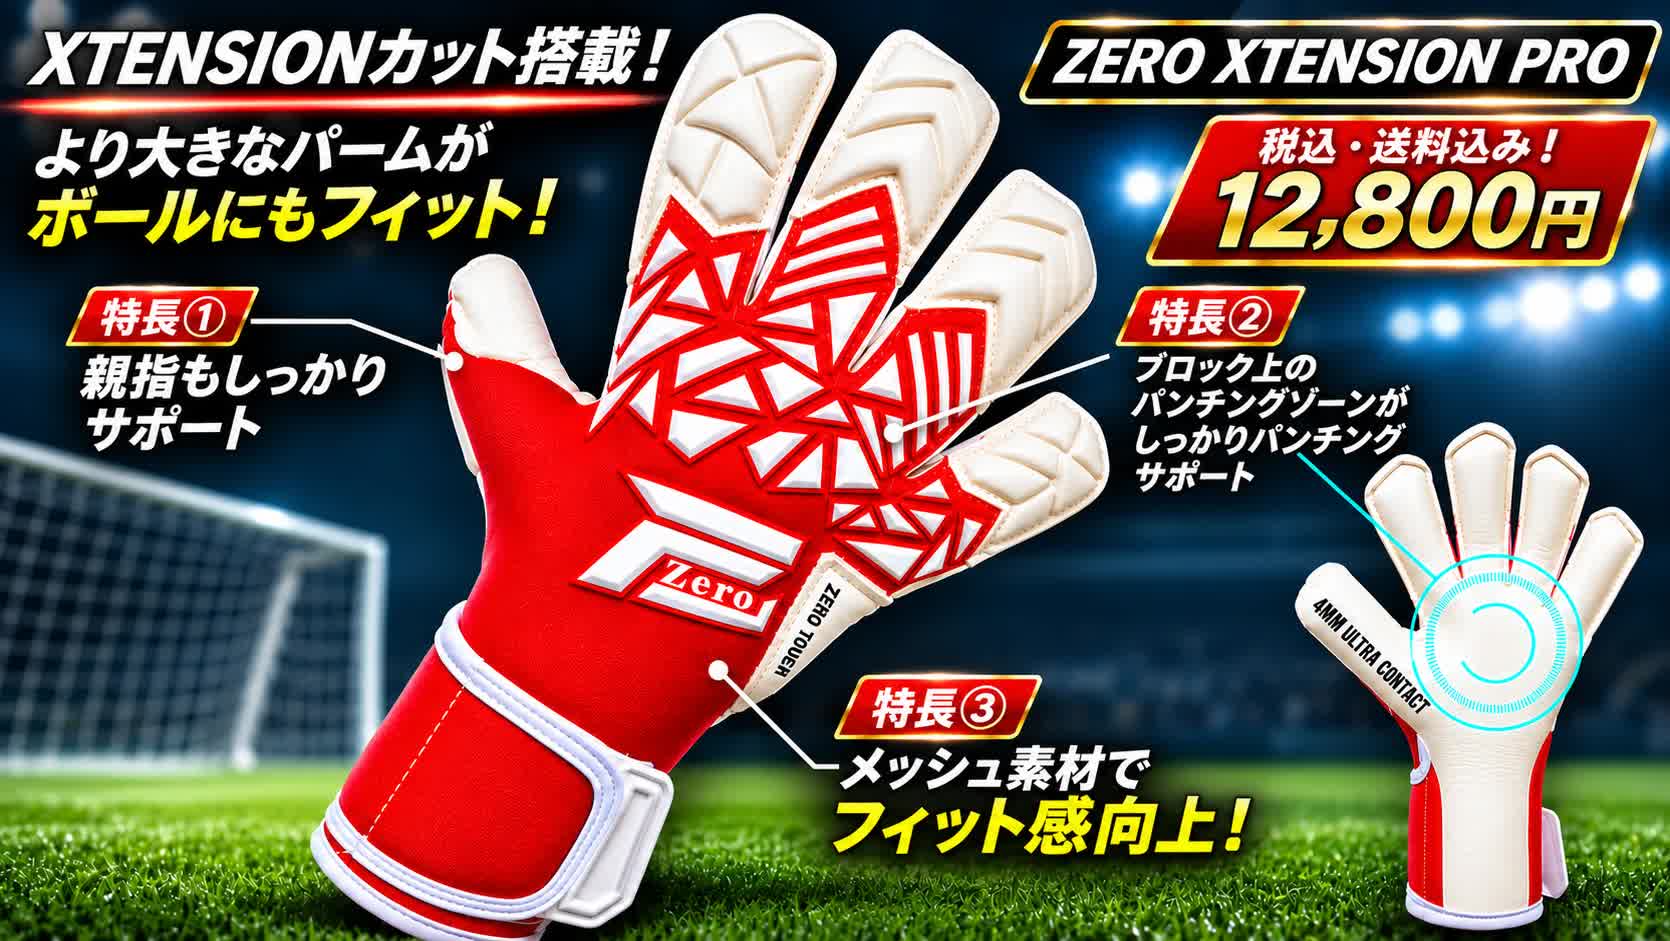 XTENSIONカット搭載！
より大きなパームが
ボールにもフィット！
ZERO XTENSION PRO
税込・送料込み！
12,800円
特長①
親指もしっかり
サポート
特長②
ブロック上の
パンチングゾーンが
しっかりパンチング
サポート
Zero
ZERO TOUER
4MM ULTRA CONTACT
特長③
メッシュ素材で
フィット感向上！